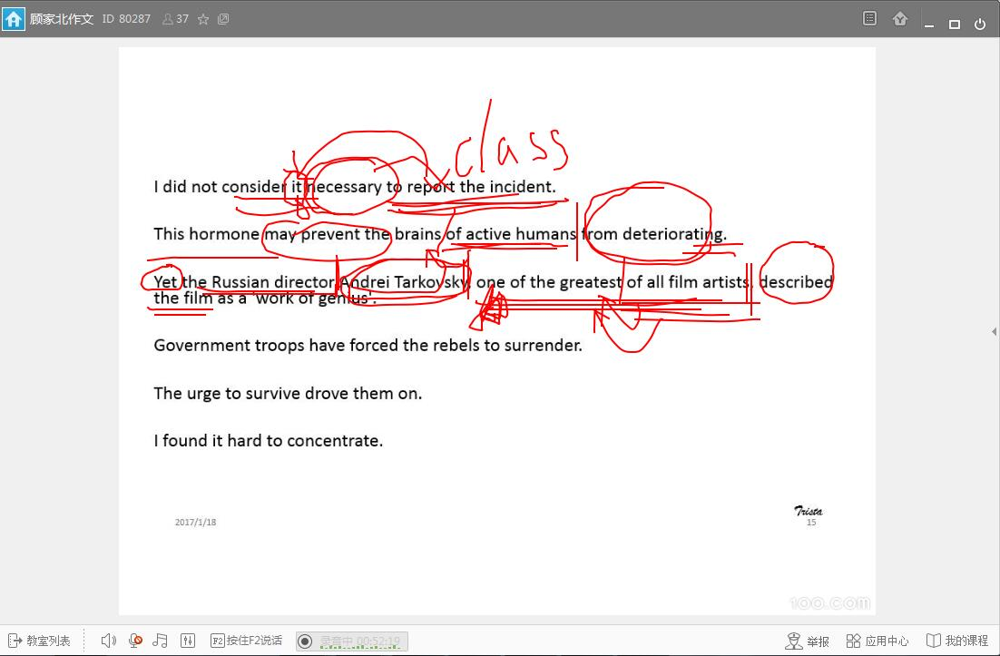 顾家北作文 ID 80287 37
class
I did not consider it necessary to report the incident.
This hormone may prevent the brains of active humans from deteriorating.
Yet the Russian director Andrei Tarkovsky, one of the greatest of all film artists, described
the film as a 'work of genius'.
Government troops have forced the rebels to surrender.
The urge to survive drove them on.
I found it hard to concentrate.
2017/1/18
Trista
15
100.com
教室列表 F2 按住F2说话 录音中 00:52:19 举报 应用中心 我的课程